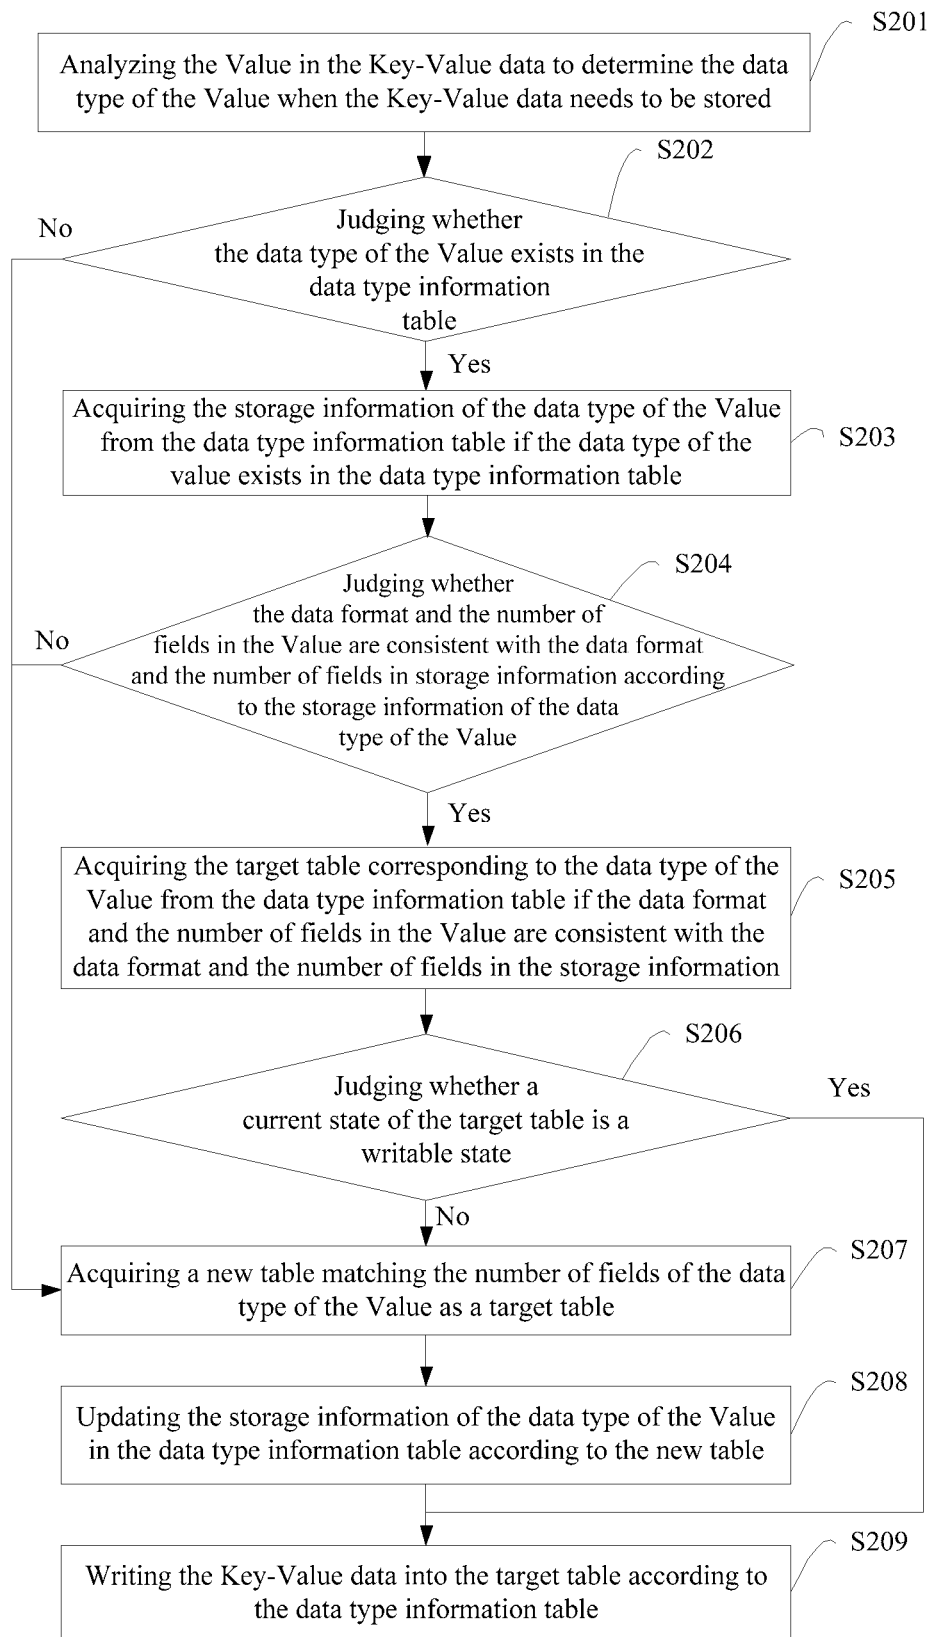 S201
Analyzing the Value in the Key-Value data to determine the data
type of the Value when the Key-Value data needs to be stored
S202
No
Judging whether
the data type of the Value exists in the
data type information
table
Yes
Acquiring the storage information of the data type of the Value
from the data type information table if the data type of the
value exists in the data type information table
S203
S204
Judging whether
the data format and the number of
fields in the Value are consistent with the data format
and the number of fields in storage information according
to the storage information of the data
type of the Value
No
Yes
Acquiring the target table corresponding to the data type of the
Value from the data type information table if the data format
and the number of fields in the Value are consistent with the
data format and the number of fields in the storage information
S205
S206
Judging whether a
current state of the target table is a
writable state
Yes
No
S207
Acquiring a new table matching the number of fields of the data
type of the Value as a target table
S208
Updating the storage information of the data type of the Value
in the data type information table according to the new table
S209
Writing the Key-Value data into the target table according to
the data type information table